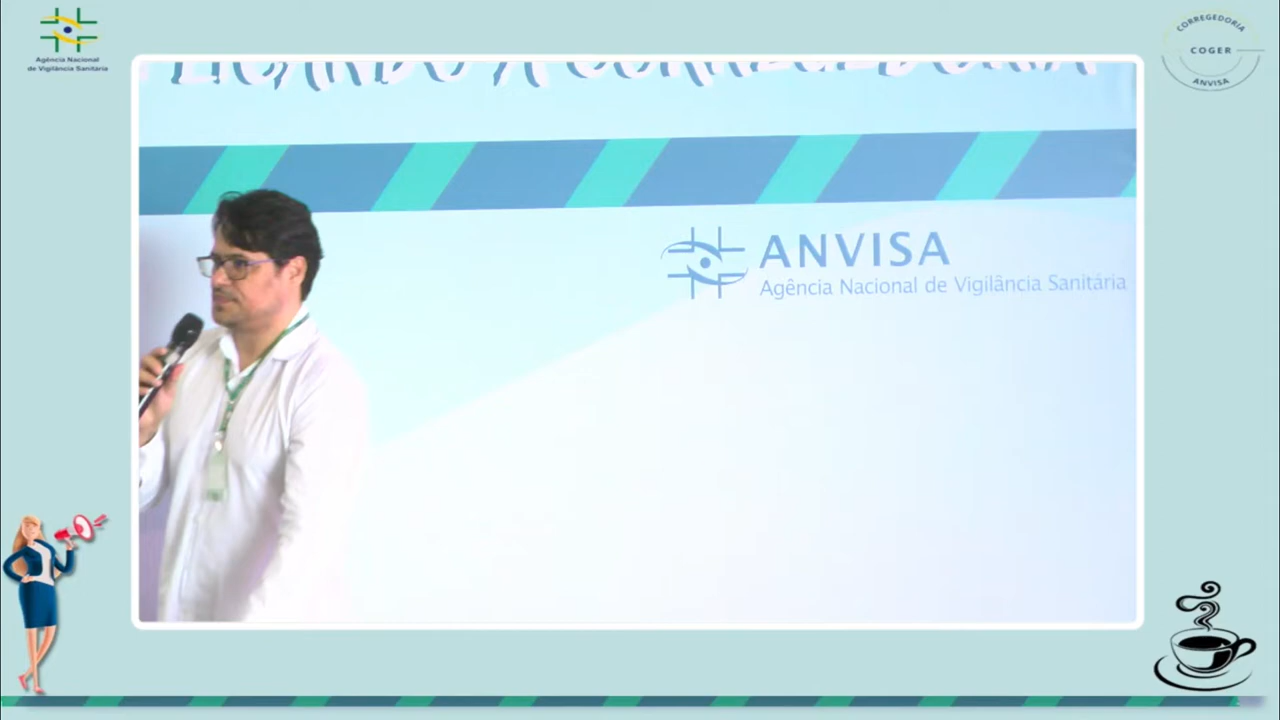 Agência Nacional
de Vigilância Sanitária
CORREGEDORIA
COGER
ANVISA
ANVISA
Agência Nacional de Vigilância Sanitária